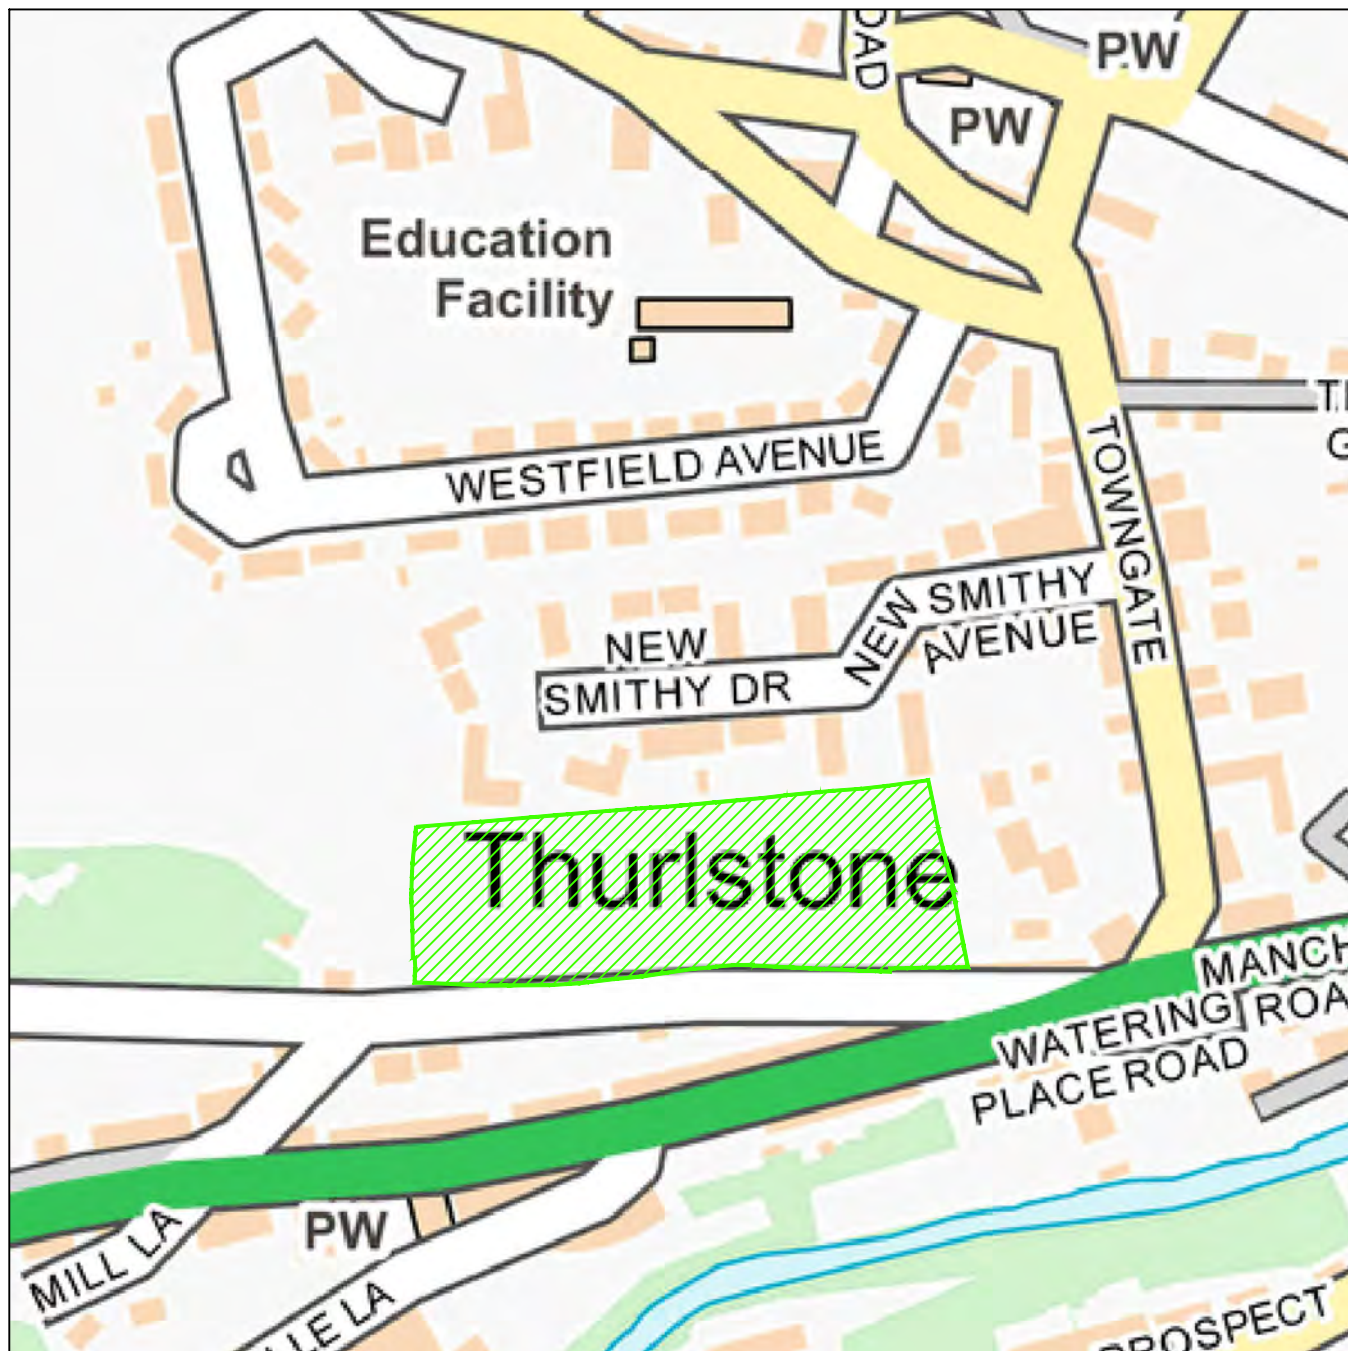 PW
PW
Education
Facility
WESTFIELD AVENUE
TOWNGATE
NEW SMITHY
AVENUE
NEW
SMITHY DR
Thurlstone
WATERING
PLACE ROAD
PW
MILL LA
PROSPECT